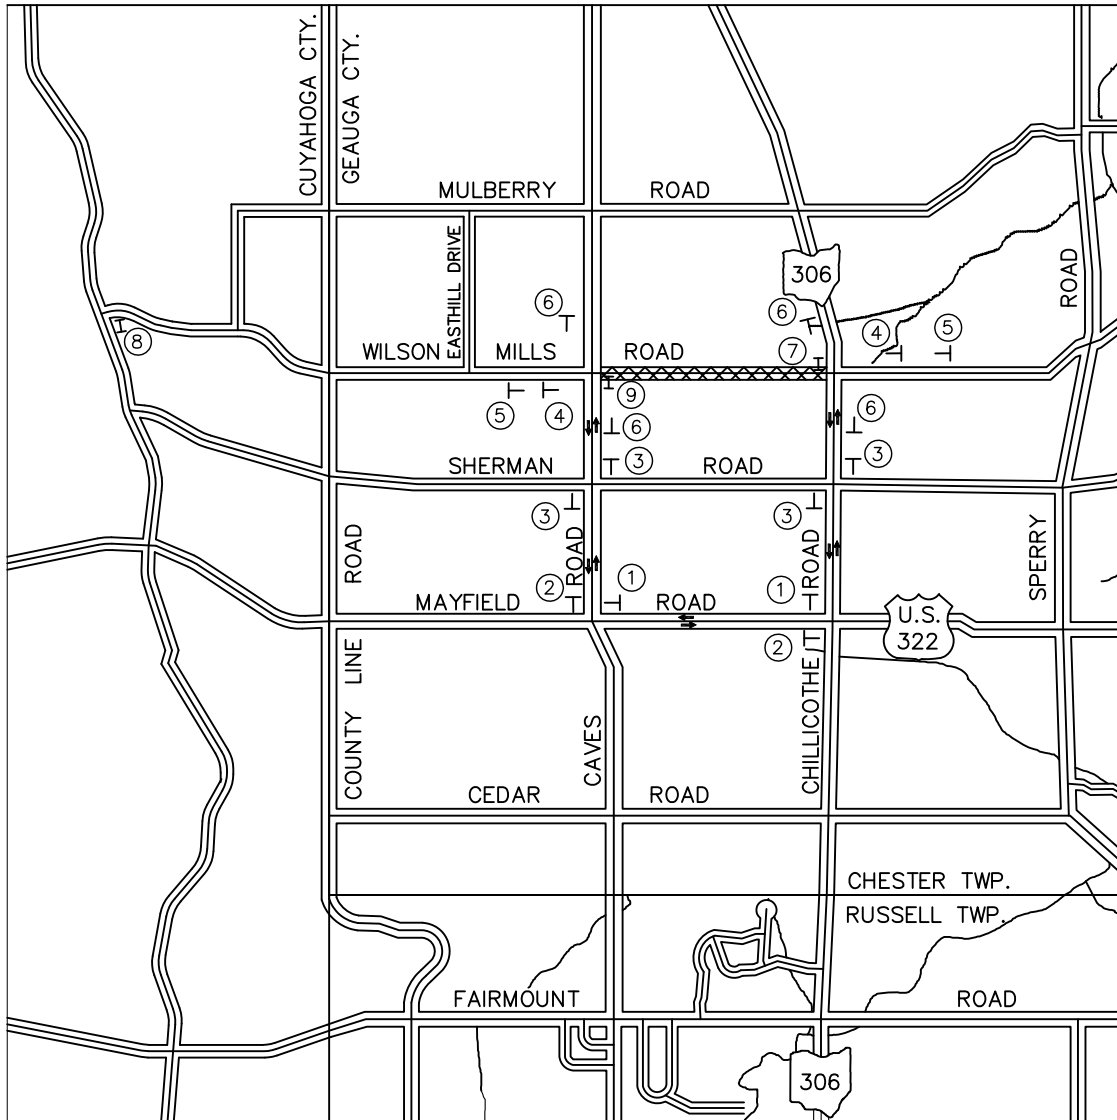 CUYAHOGA CTY.
GEAUGA CTY.
MULBERRY ROAD
EASTHILL DRIVE
306
ROAD
6
6
8
WILSON MILLS ROAD
7
4
5
5
4
9
6
6
SHERMAN ROAD
3
3
3
3
ROAD
ROAD
ROAD
SPERRY
2
1
1
MAYFIELD ROAD
U.S.
322
2
COUNTY LINE
CAVES
CHILLICOTHE
CEDAR ROAD
CHESTER TWP.
RUSSELL TWP.
FAIRMOUNT ROAD
306